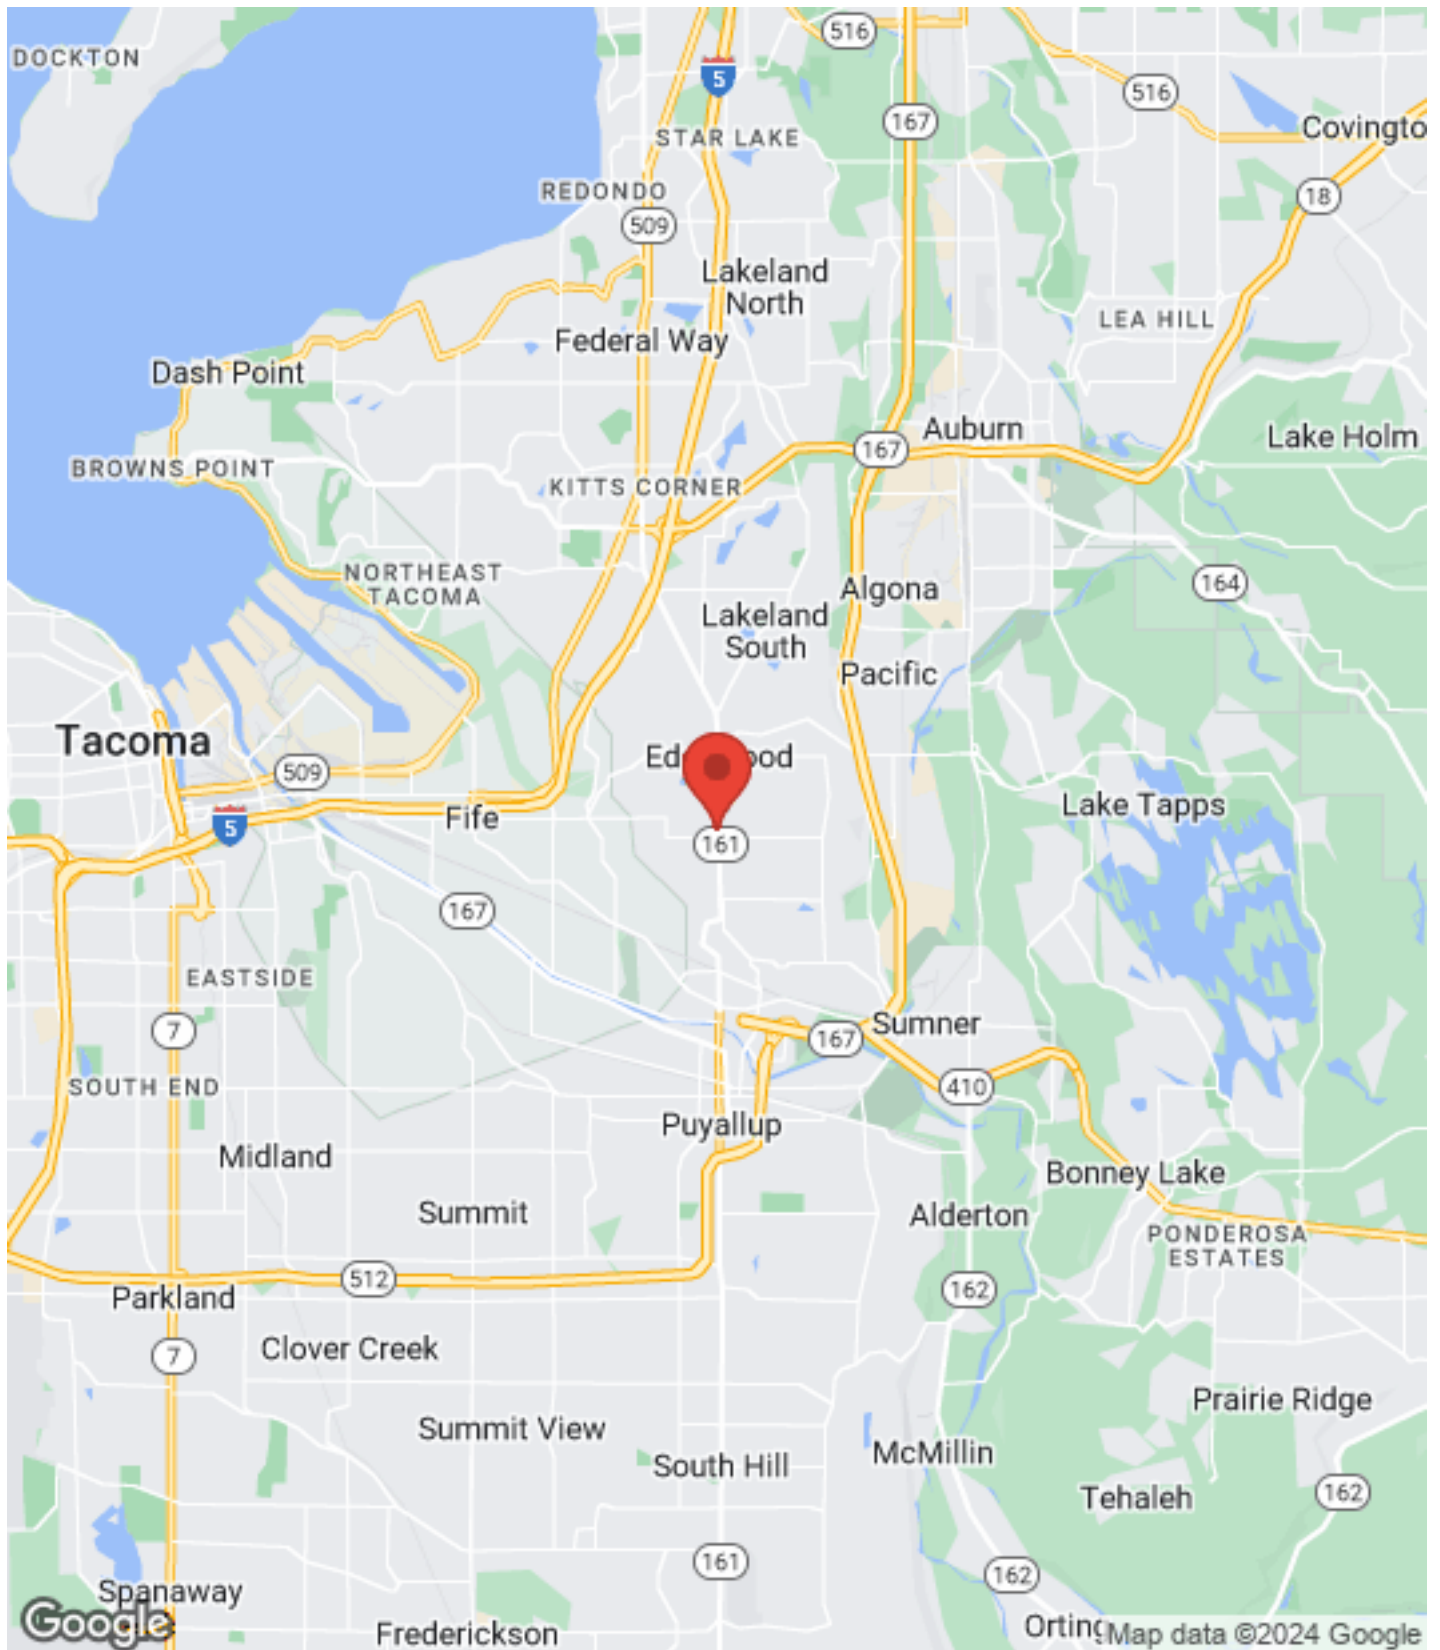 516
DOCKTON
5
516
167
Covingto
STAR LAKE
REDONDO
18
509
Lakeland
North
LEA HILL
Federal Way
Dash Point
Auburn
Lake Holm
167
BROWNS POINT
KITTS CORNER
NORTHEAST
TACOMA
164
Algona
Lakeland
South
Pacific
Tacoma
509
Lake Tapps
Fife
5
161
167
EASTSIDE
7
Sumner
167
SOUTH END
410
Puyallup
Midland
Bonney Lake
Summit
Alderton
PONDEROSA
ESTATES
512
162
Parkland
7
Clover Creek
Prairie Ridge
Summit View
McMillin
South Hill
Tehaleh
162
161
162
Spanaway
Google
Frederickson
Orting
Map data ©2024 Google